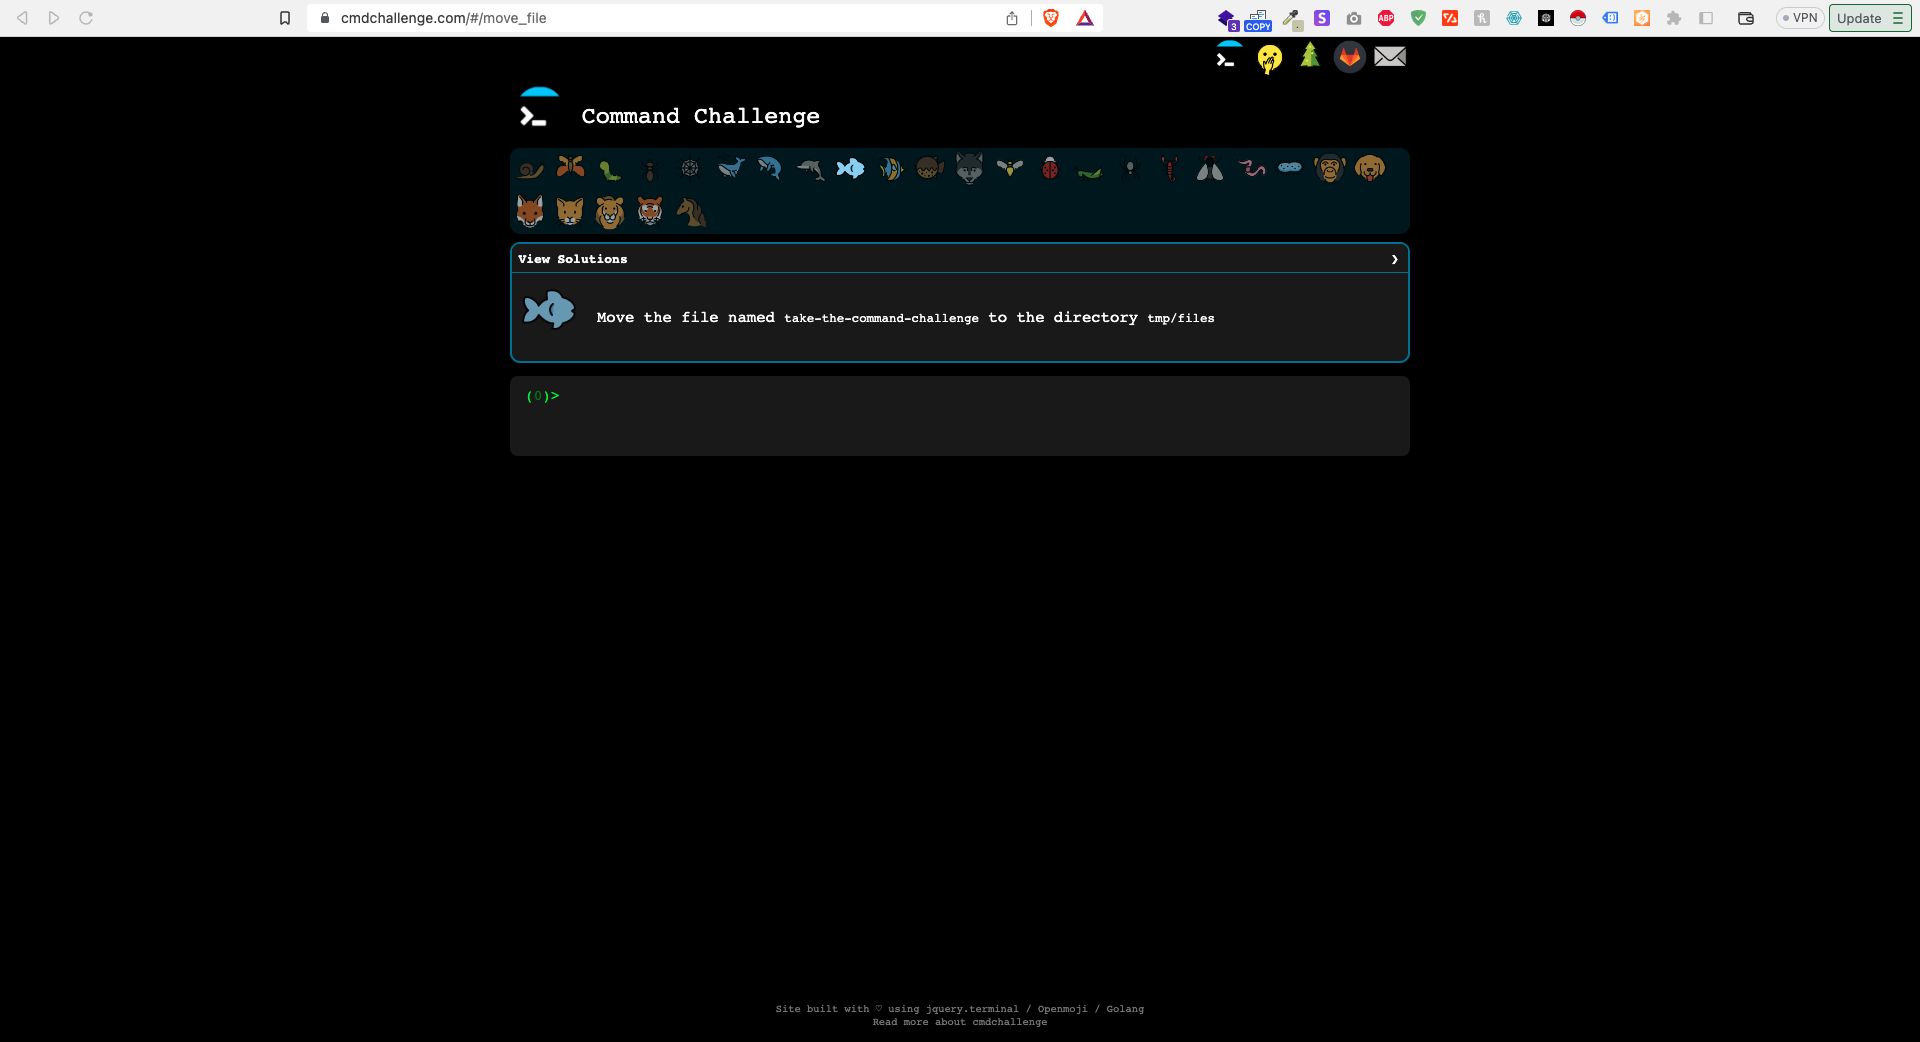 cmdchallenge.com/#/move_file
3
COPY
S
ABP
VPN
Update
Command Challenge
View Solutions ❯
Move the file named take-the-command-challenge to the directory tmp/files
(0)>
Site built with ♡ using jquery.terminal / Openmoji / Golang
Read more about cmdchallenge